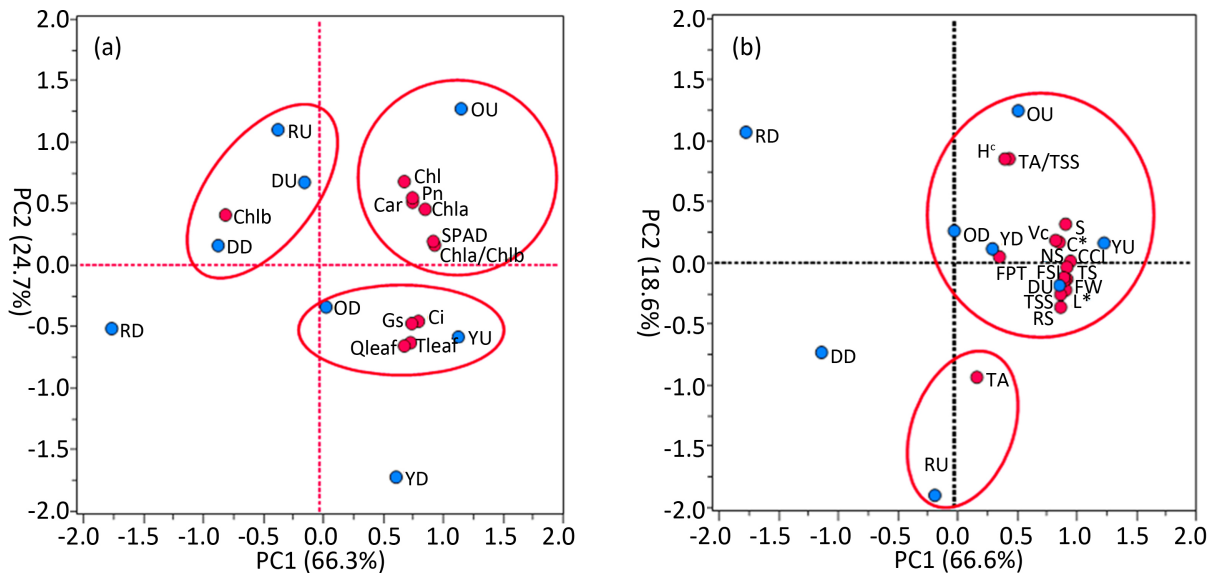 (a)
2.0
1.5
1.0
0.5
0.0
-0.5
-1.0
-1.5
-2.0
PC2 (24.7%)
OU
RU
DU
Chl
Pn
Car
Chla
Chlb
SPAD
DD
Chla/Chlb
OD
Gs
Ci
RD
YU
Qleaf
Tleaf
YD
-2.0 -1.5 -1.0 -0.5 0.0 0.5 1.0 1.5 2.0
PC1 (66.3%)
(b)
2.0
1.5
1.0
0.5
0.0
-0.5
-1.0
-1.5
-2.0
PC2 (18.6%)
OU
RD
Hc
TA/TSS
S
Vc
OD
YD
C*
YU
NS
CCI
FPT
FSI
TS
DU
FW
TSS
L*
RS
DD
TA
RU
-2.0 -1.5 -1.0 -0.5 0.0 0.5 1.0 1.5 2.0
PC1 (66.6%)